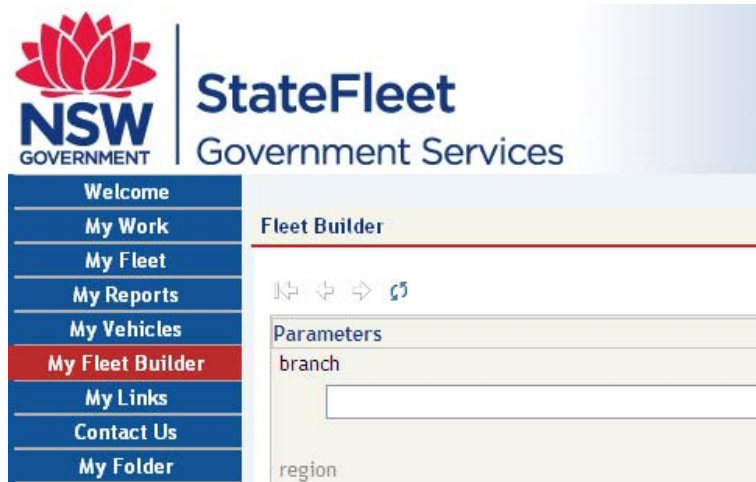 NSW
GOVERNMENT
StateFleet
Government Services
Welcome
My Work
My Fleet
My Reports
My Vehicles
My Fleet Builder
My Links
Contact Us
My Folder
Fleet Builder
Parameters
branch
region